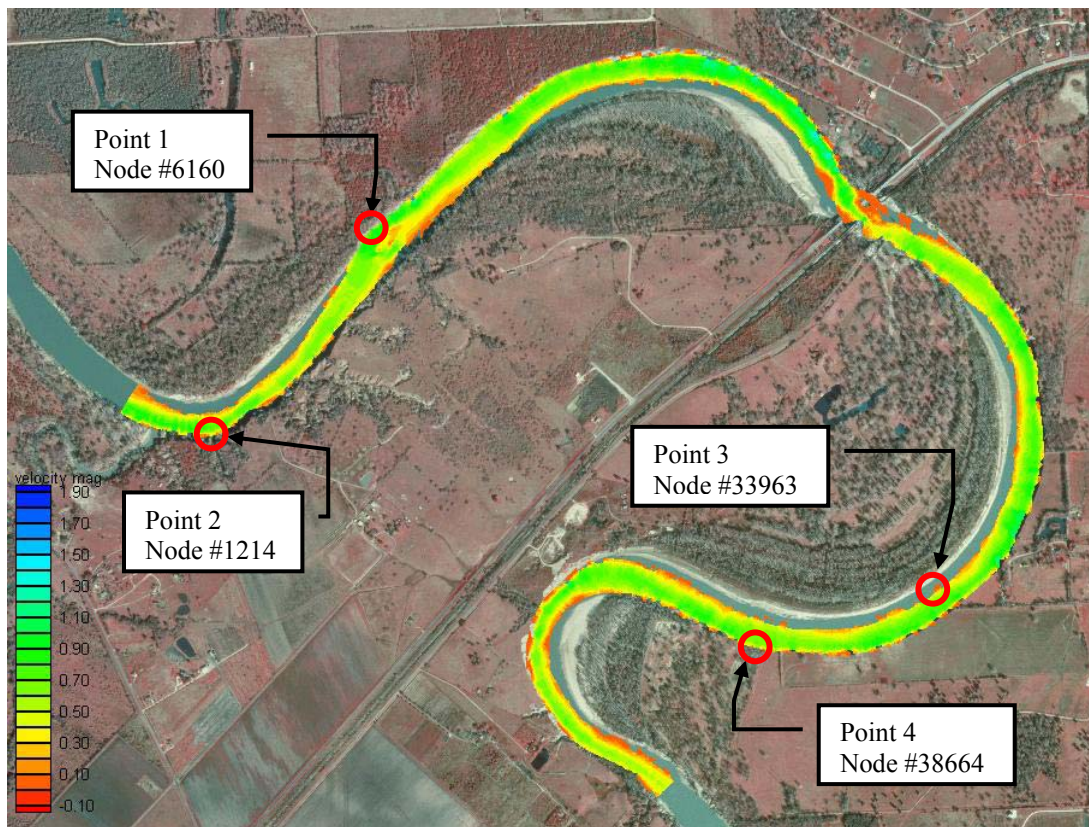 Point 1
Node #6160
Point 3
Node #33963
velocity mag
1.90
1.70
1.50
1.30
1.10
0.90
0.70
0.50
0.30
0.10
-0.10
Point 2
Node #1214
Point 4
Node #38664